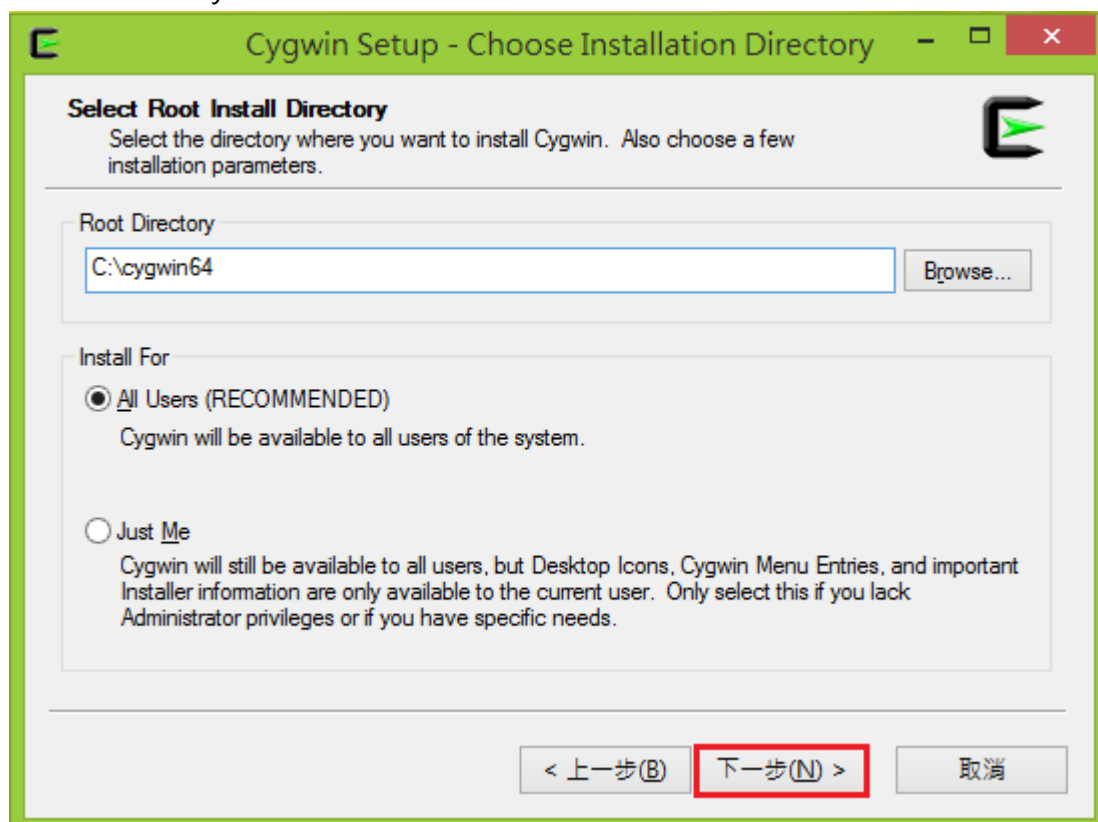 Cygwin Setup - Choose Installation Directory
Select Root Install Directory
Select the directory where you want to install Cygwin. Also choose a few
installation parameters.
Root Directory
C:\cygwin64
Browse...
Install For
All Users (RECOMMENDED)
Cygwin will be available to all users of the system.
Just Me
Cygwin will still be available to all users, but Desktop Icons, Cygwin Menu Entries, and important
Installer information are only available to the current user. Only select this if you lack
Administrator privileges or if you have specific needs.
< 上一步(B) 下一步(N) > 取消